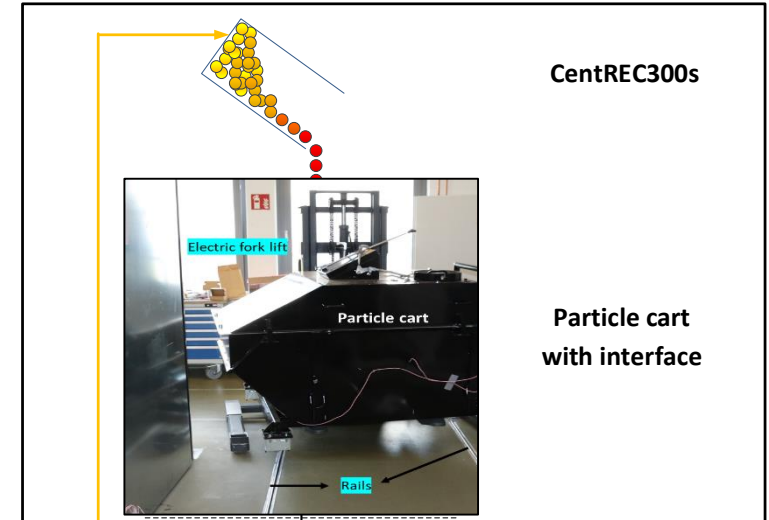 CentREC300s
Electric fork lift
Particle cart
Particle cart
with interface
Rails